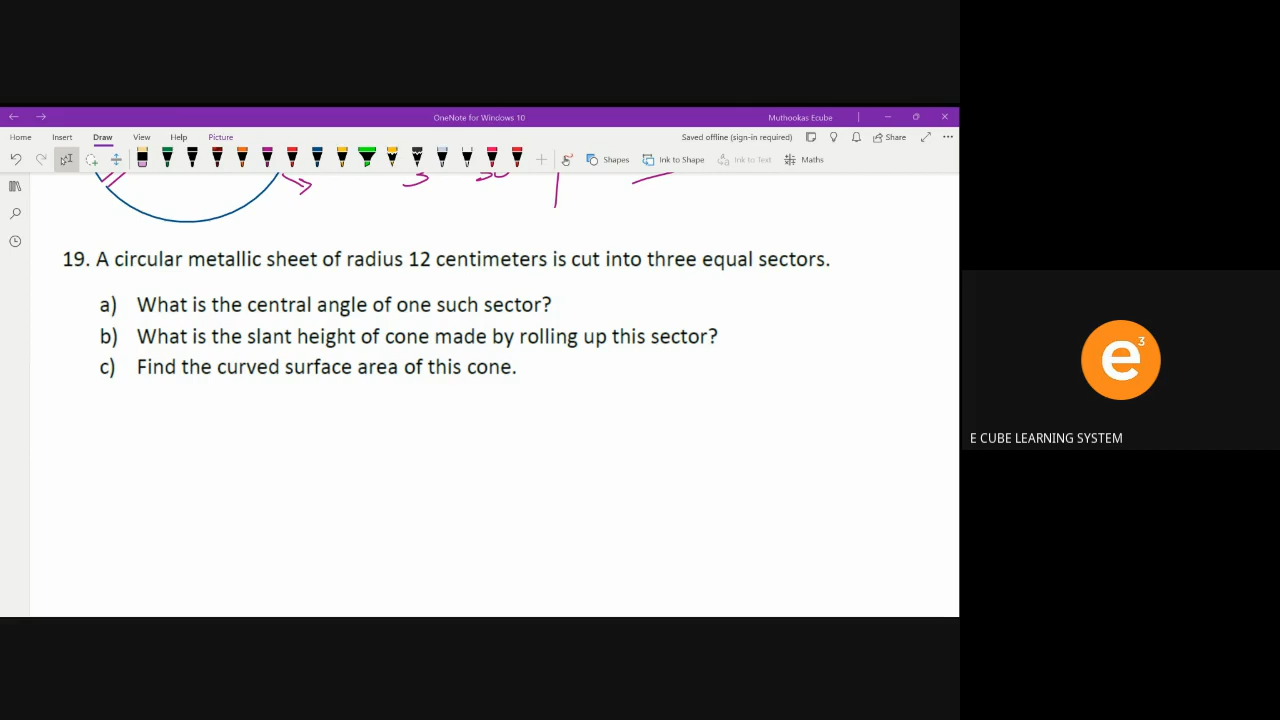 OneNote for Windows 10
Muthookas Ecube
Home Insert Draw View Help Picture
Saved offline (sign-in required)
Share
Shapes
Ink to Shape
Ink to Text
Maths
19. A circular metallic sheet of radius 12 centimeters is cut into three equal sectors.
a) What is the central angle of one such sector?
b) What is the slant height of cone made by rolling up this sector?
c) Find the curved surface area of this cone.
e3
E CUBE LEARNING SYSTEM